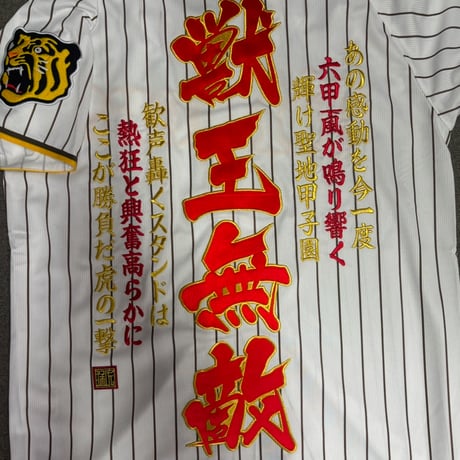 あの感動を今一度
六甲嵐が鳴り響く
輝け聖地甲子園
獣王無敵
歓声轟くスタンドは
熱狂と興奮高らかに
ここが勝負だ虎の一撃